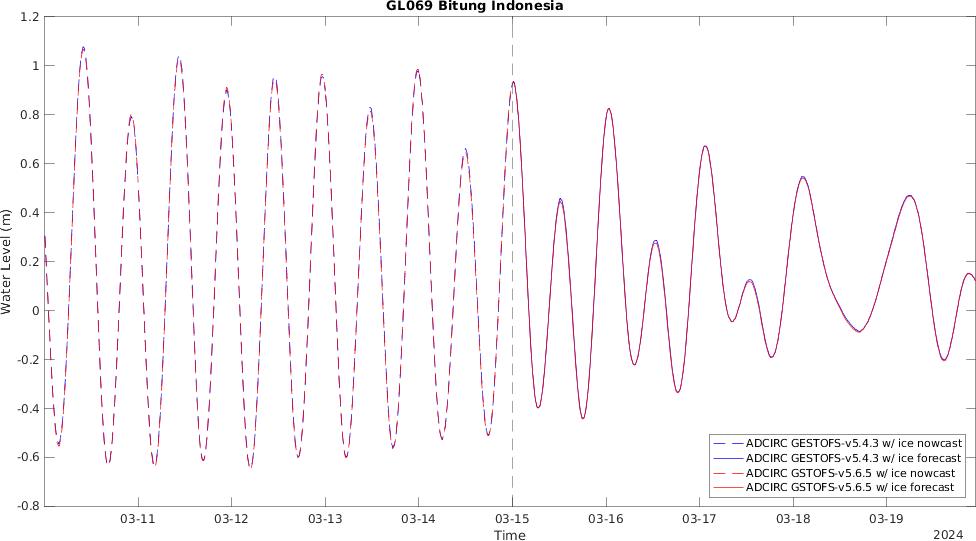 GL069 Bitung Indonesia
1.2
1
0.8
0.6
0.4
0.2
0
-0.2
-0.4
-0.6
-0.8
Water Level (m)
ADCIRC GESTOFS-v5.4.3 w/ ice nowcast
ADCIRC GESTOFS-v5.4.3 w/ ice forecast
ADCIRC GSTOFS-v5.6.5 w/ ice nowcast
ADCIRC GSTOFS-v5.6.5 w/ ice forecast
03-11 03-12 03-13 03-14 03-15 03-16 03-17 03-18 03-19
Time
2024